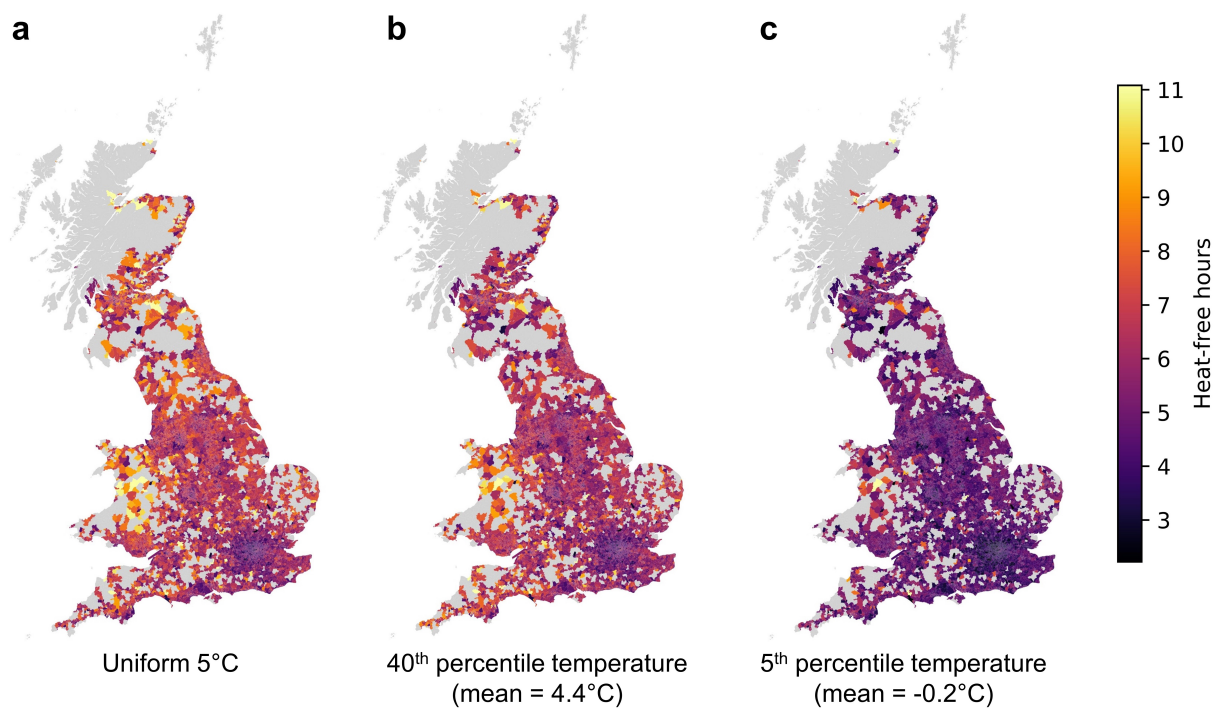 a
b
c
11
10
9
8
7
6
5
4
3
Heat-free hours
Uniform 5°C
40th percentile temperature
(mean = 4.4°C)
5th percentile temperature
(mean = -0.2°C)